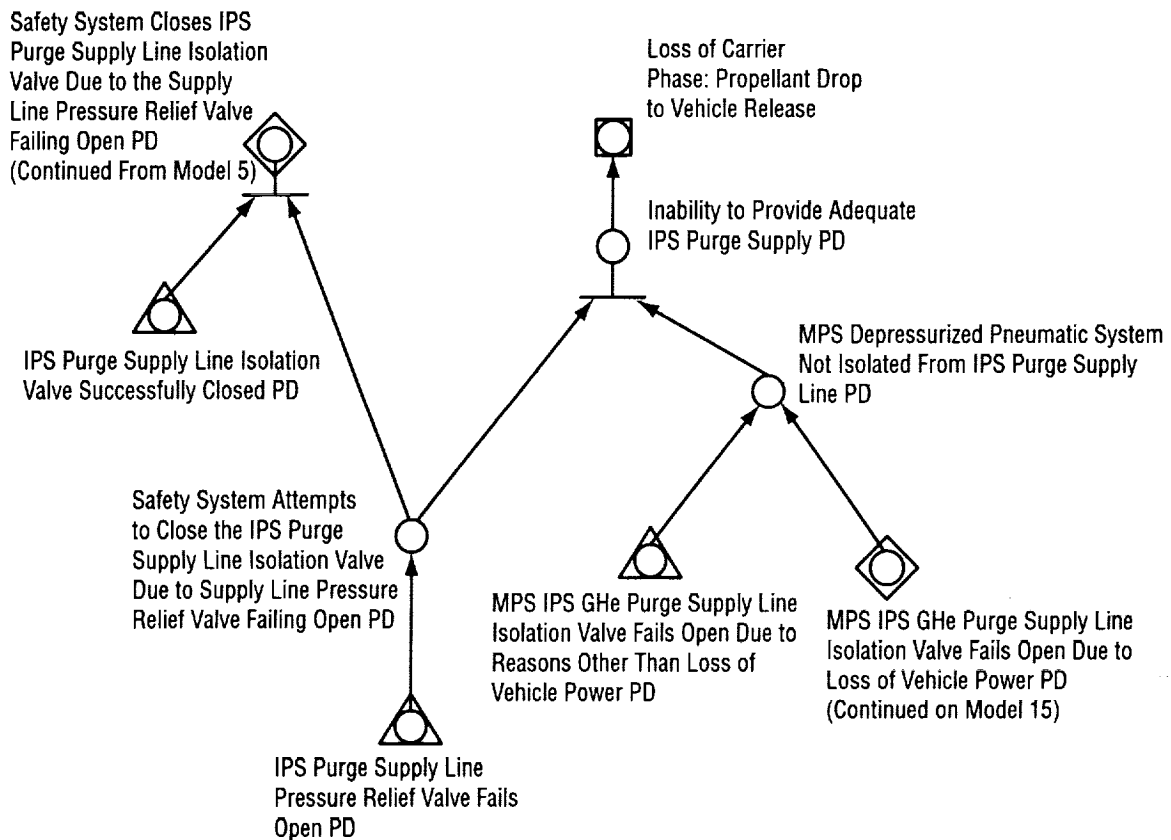 Safety System Closes IPS
Purge Supply Line Isolation
Valve Due to the Supply
Line Pressure Relief Valve
Failing Open PD
(Continued From Model 5)
Loss of Carrier
Phase: Propellant Drop
to Vehicle Release
Inability to Provide Adequate
IPS Purge Supply PD
IPS Purge Supply Line Isolation
Valve Successfully Closed PD
MPS Depressurized Pneumatic System
Not Isolated From IPS Purge Supply
Line PD
Safety System Attempts
to Close the IPS Purge
Supply Line Isolation Valve
Due to Supply Line Pressure
Relief Valve Failing Open PD
MPS IPS GHe Purge Supply Line
Isolation Valve Fails Open Due to
Reasons Other Than Loss of
Vehicle Power PD
MPS IPS GHe Purge Supply Line
Isolation Valve Fails Open Due to
Loss of Vehicle Power PD
(Continued on Model 15)
IPS Purge Supply Line
Pressure Relief Valve Fails
Open PD